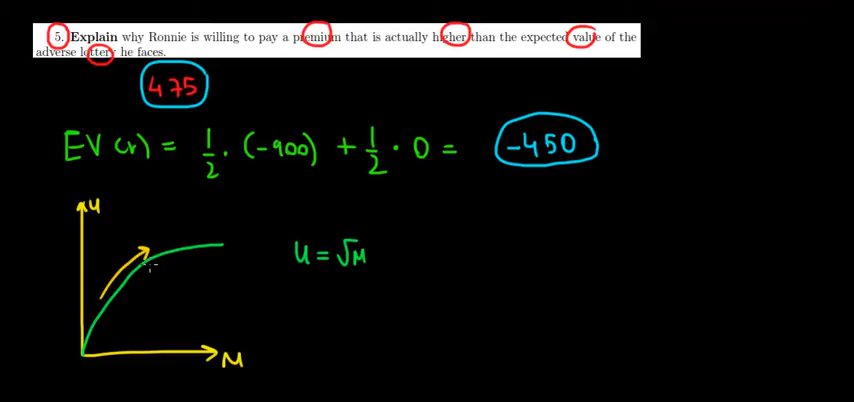 5. Explain why Ronnie is willing to pay a premium that is actually higher than the expected value of the
adverse lottery he faces.
475
EV(r) = 1/2 · (-900) + 1/2 · 0 = -450
U
U = √M
M